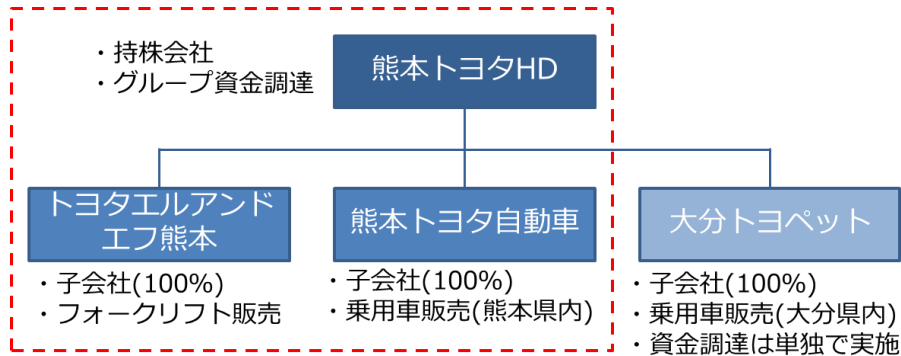 ・持株会社
・グループ資金調達
熊本トヨタHD
トヨタエルアンド
エフ熊本
・子会社(100%)
・フォークリフト販売
熊本トヨタ自動車
・子会社(100%)
・乗用車販売(熊本県内)
大分トヨペット
・子会社(100%)
・乗用車販売(大分県内)
・資金調達は単独で実施